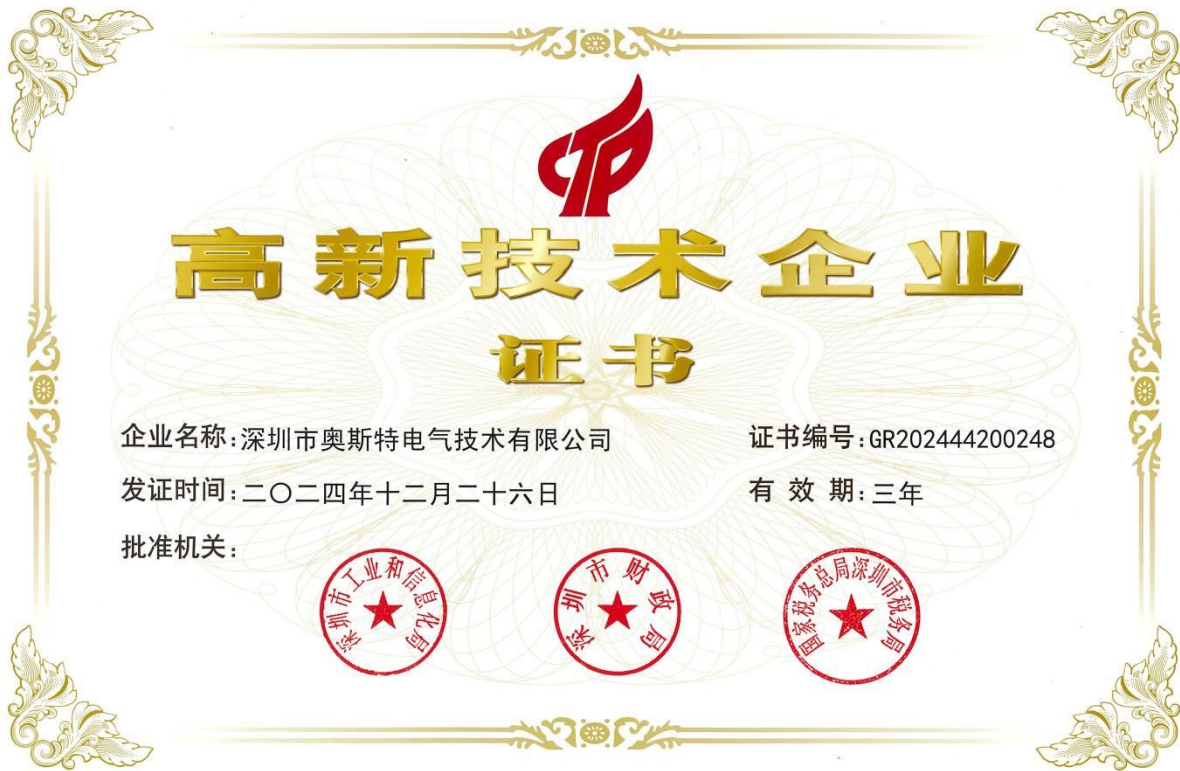 高新技术企业
证书
企业名称:深圳市奥斯特电气技术有限公司
证书编号:GR202444200248
发证时间:二〇二四年十二月二十六日
有效期:三年
批准机关:
深圳市工业和信息化局
深圳市财政局
国家税务总局深圳市税务局